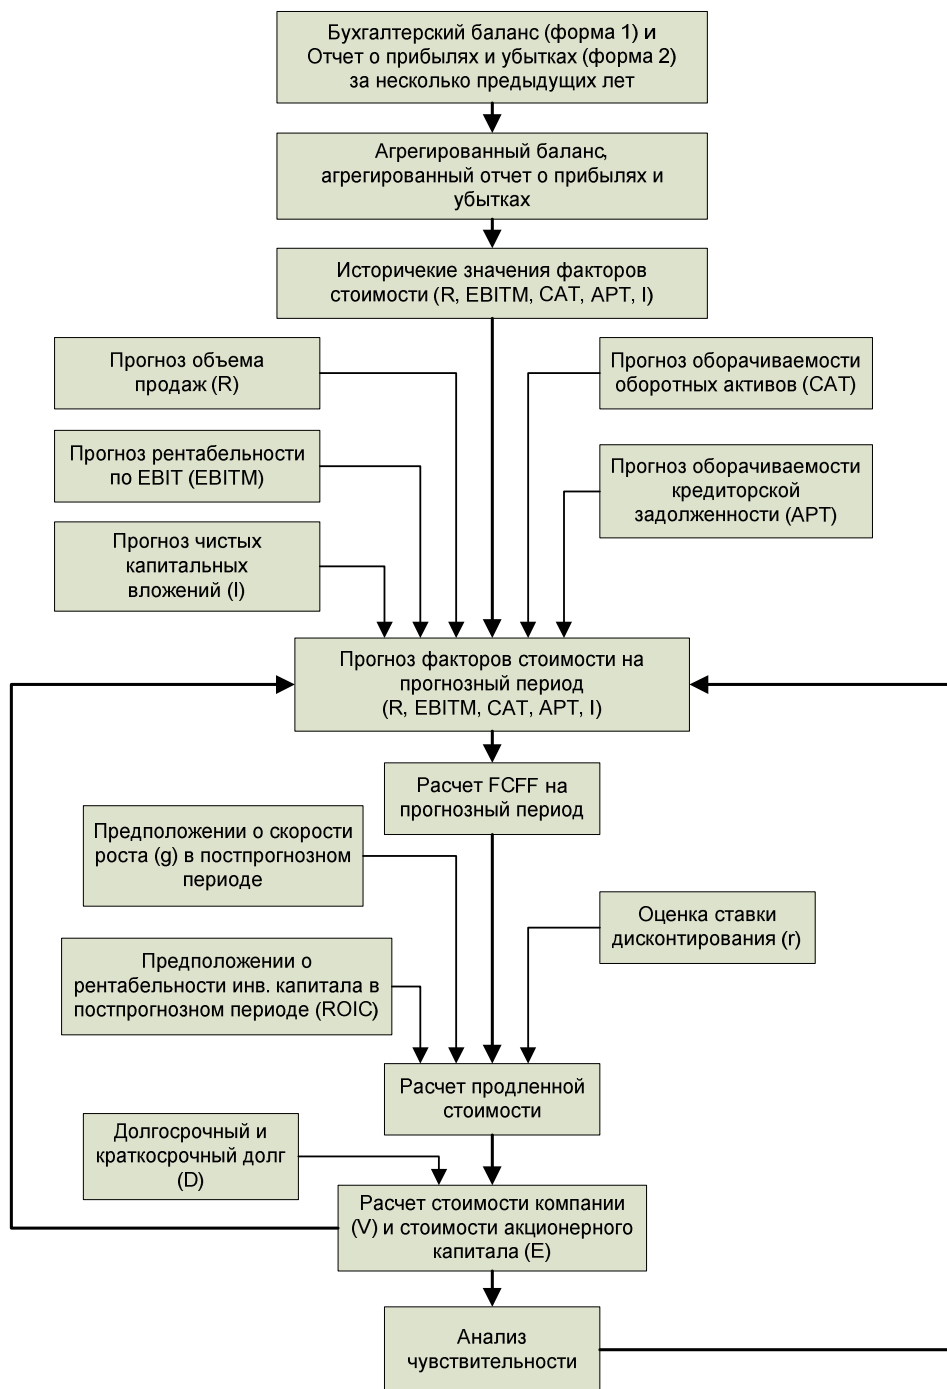 Бухгалтерский баланс (форма 1) и
Отчет о прибылях и убытках (форма 2)
за несколько предыдущих лет
Агрегированный баланс,
агрегированный отчет о прибылях и
убытках
Историчекие значения факторов
стоимости (R, EBITM, CAT, APT, I)
Прогноз объема
продаж (R)
Прогноз оборачиваемости
оборотных активов (CAT)
Прогноз рентабельности
по EBIT (EBITM)
Прогноз оборачиваемости
кредиторской
задолженности (APT)
Прогноз чистых
капитальных
вложений (I)
Прогноз факторов стоимости на
прогнозный период
(R, EBITM, CAT, APT, I)
Расчет FCFF на
прогнозный период
Предположении о скорости
роста (g) в постпрогнозном
периоде
Оценка ставки
дисконтирования (r)
Предположении о
рентабельности инв. капитала в
постпрогнозном периоде (ROIC)
Расчет продленной
стоимости
Долгосрочный и
краткосрочный долг
(D)
Расчет стоимости компании
(V) и стоимости акционерного
капитала (E)
Анализ
чувствительности